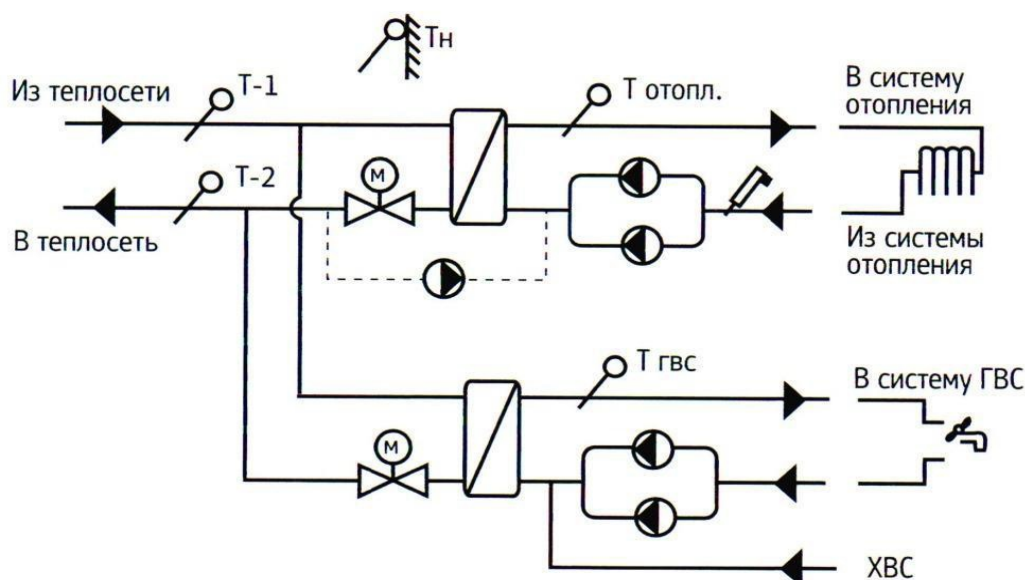 Тн
Из теплосети
Т-1
Т отопл.
В систему
отопления
Т-2
М
В теплосеть
Из системы
отопления
Т гвс
В систему ГВС
М
ХВС